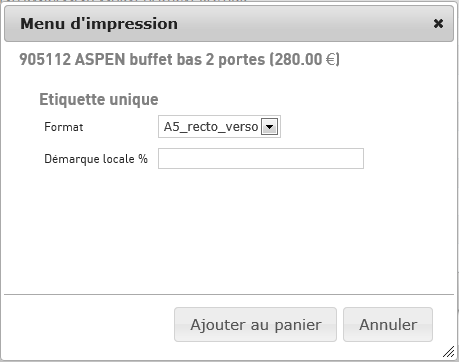 Menu d'impression
905112 ASPEN buffet bas 2 portes (280.00 €)
Etiquette unique
Format A5_recto_verso
Démarque locale %
Ajouter au panier Annuler